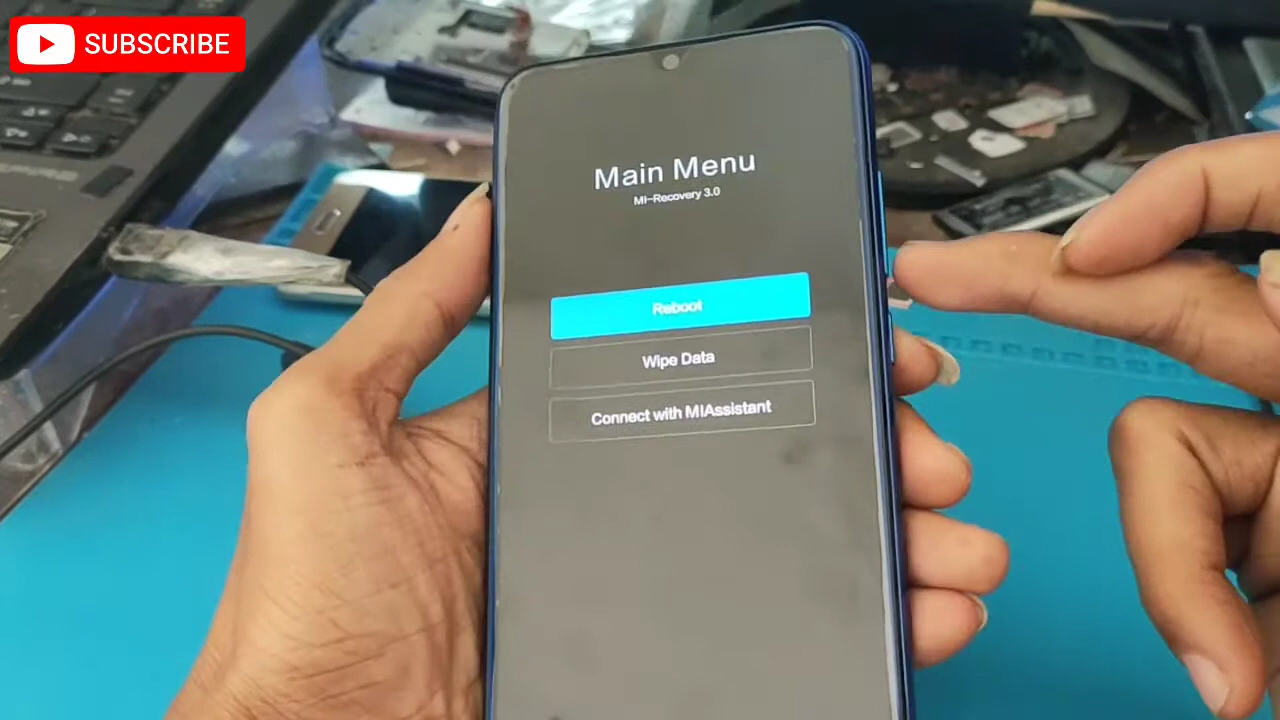 SUBSCRIBE
Main Menu
Mi-Recovery 3.0
Reboot
Wipe Data
Connect with MIAssistant